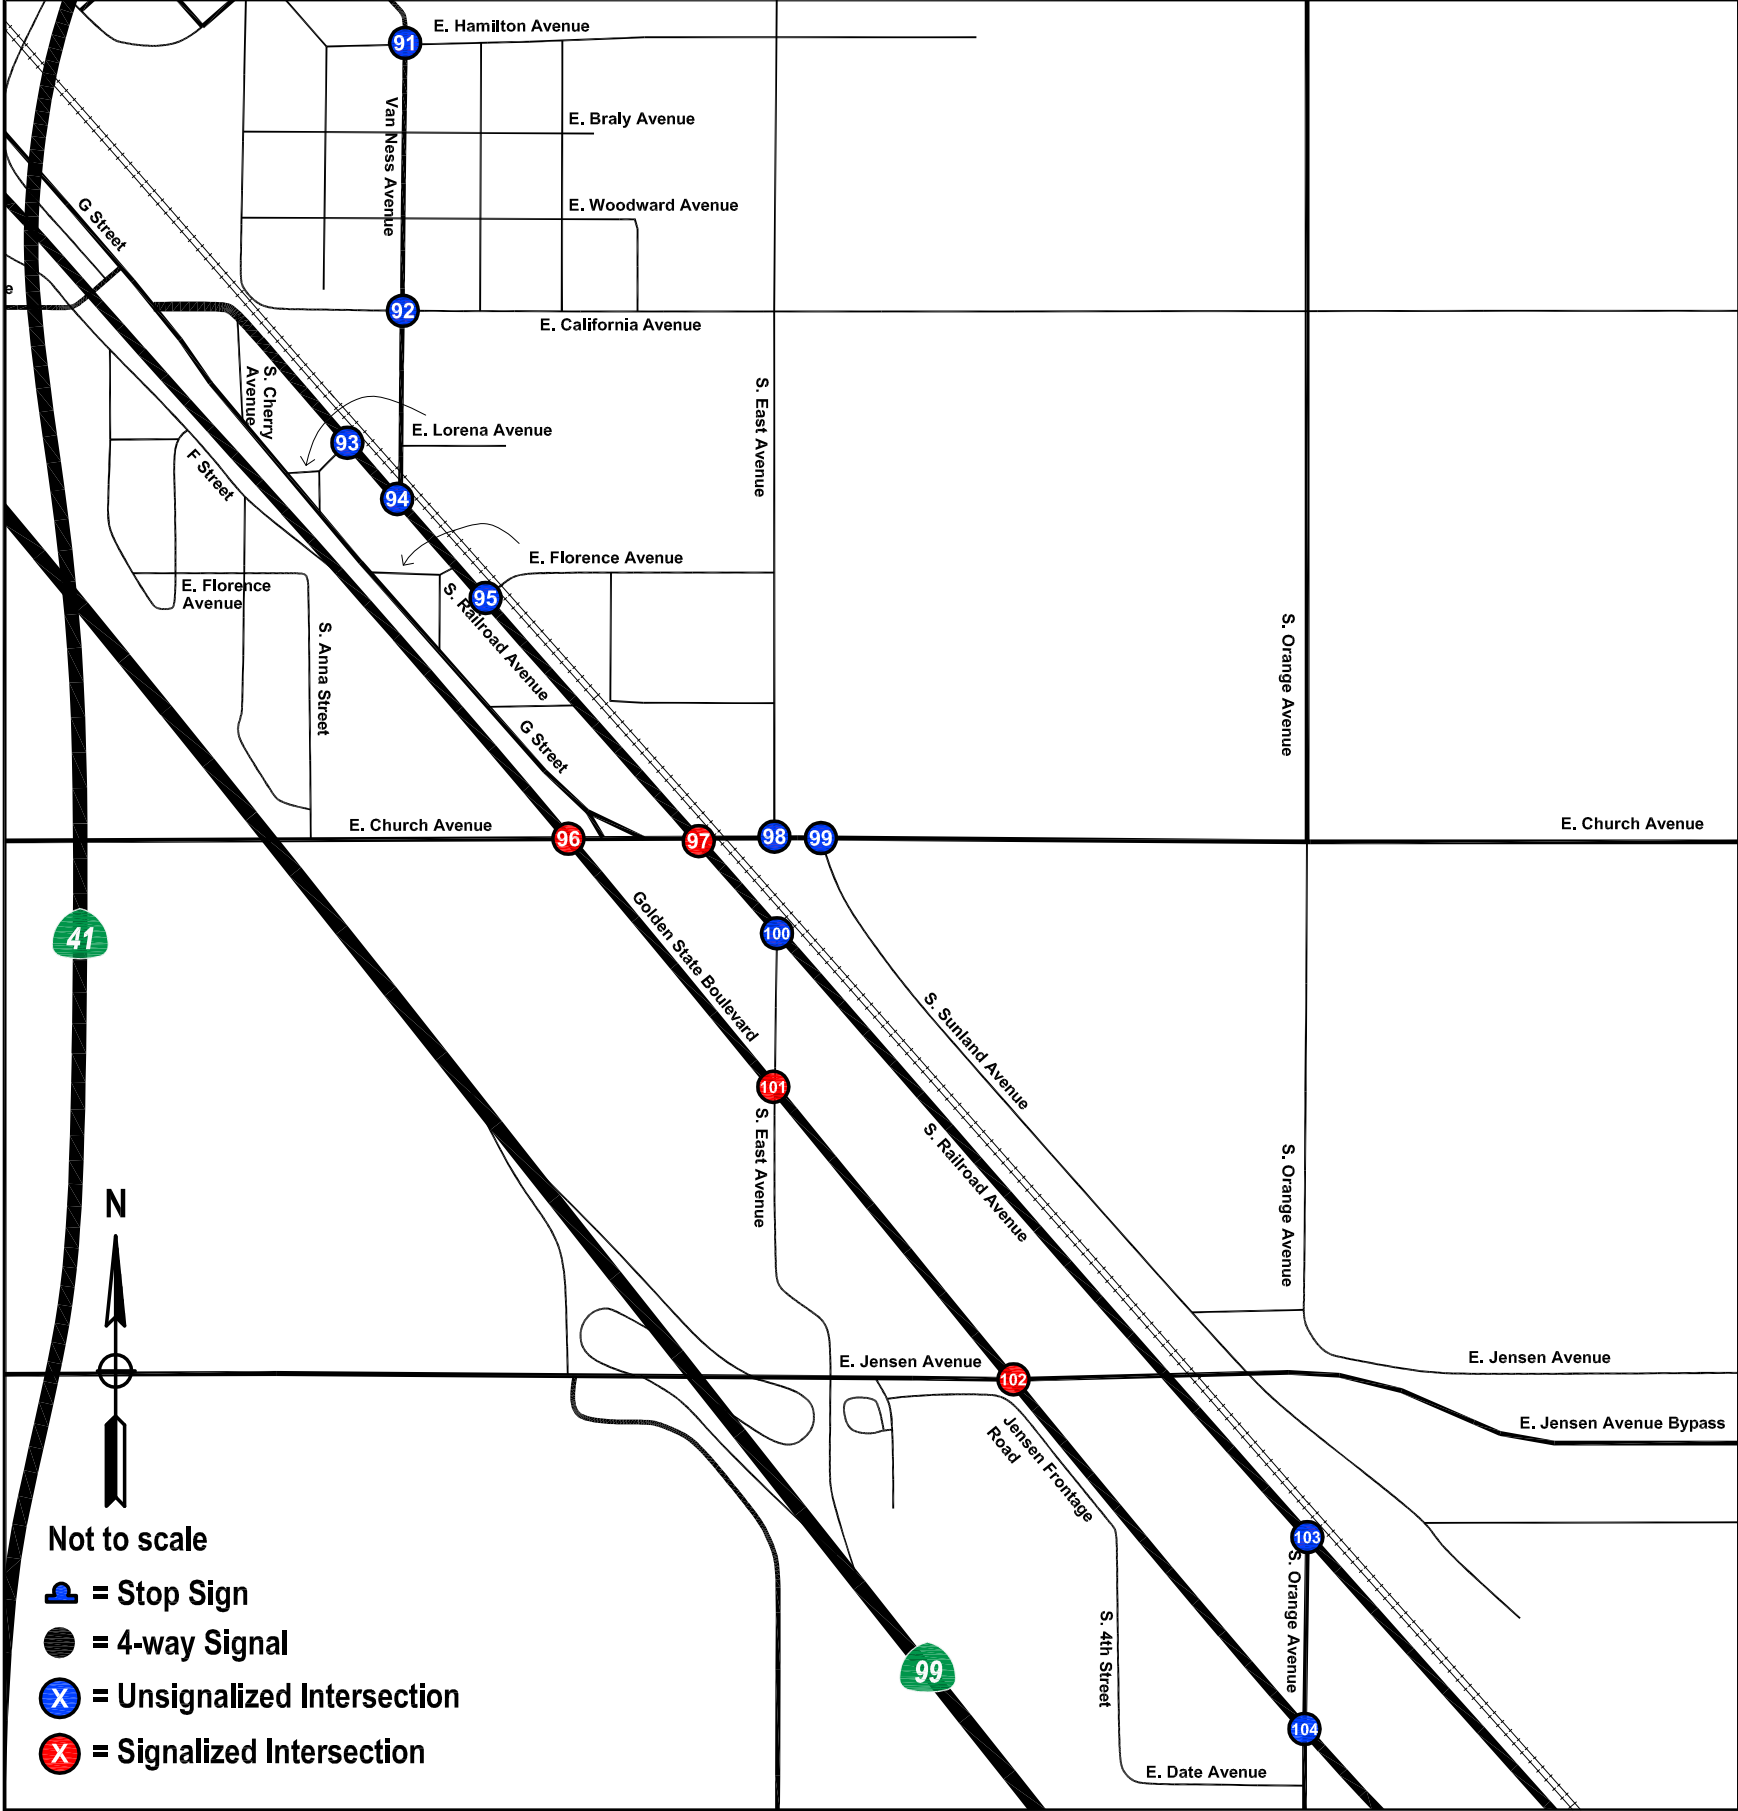 91
E. Hamilton Avenue
Van Ness Avenue
E. Braly Avenue
E. Woodward Avenue
G Street
e
92
E. California Avenue
S. Cherry
Avenue
S. East Avenue
93
E. Lorena Avenue
F Street
94
E. Florence Avenue
E. Florence
Avenue
95
S. Railroad Avenue
S. Anna Street
S. Orange Avenue
G Street
E. Church Avenue
96
97
98
99
E. Church Avenue
41
Golden State Boulevard
100
S. Sunland Avenue
101
S. East Avenue
S. Railroad Avenue
S. Orange Avenue
N
E. Jensen Avenue
102
E. Jensen Avenue
E. Jensen Avenue Bypass
Jensen Frontage
Road
103
S. Orange Avenue
S. 4th Street
99
104
E. Date Avenue
Not to scale
= Stop Sign
= 4-way Signal
X = Unsignalized Intersection
X = Signalized Intersection